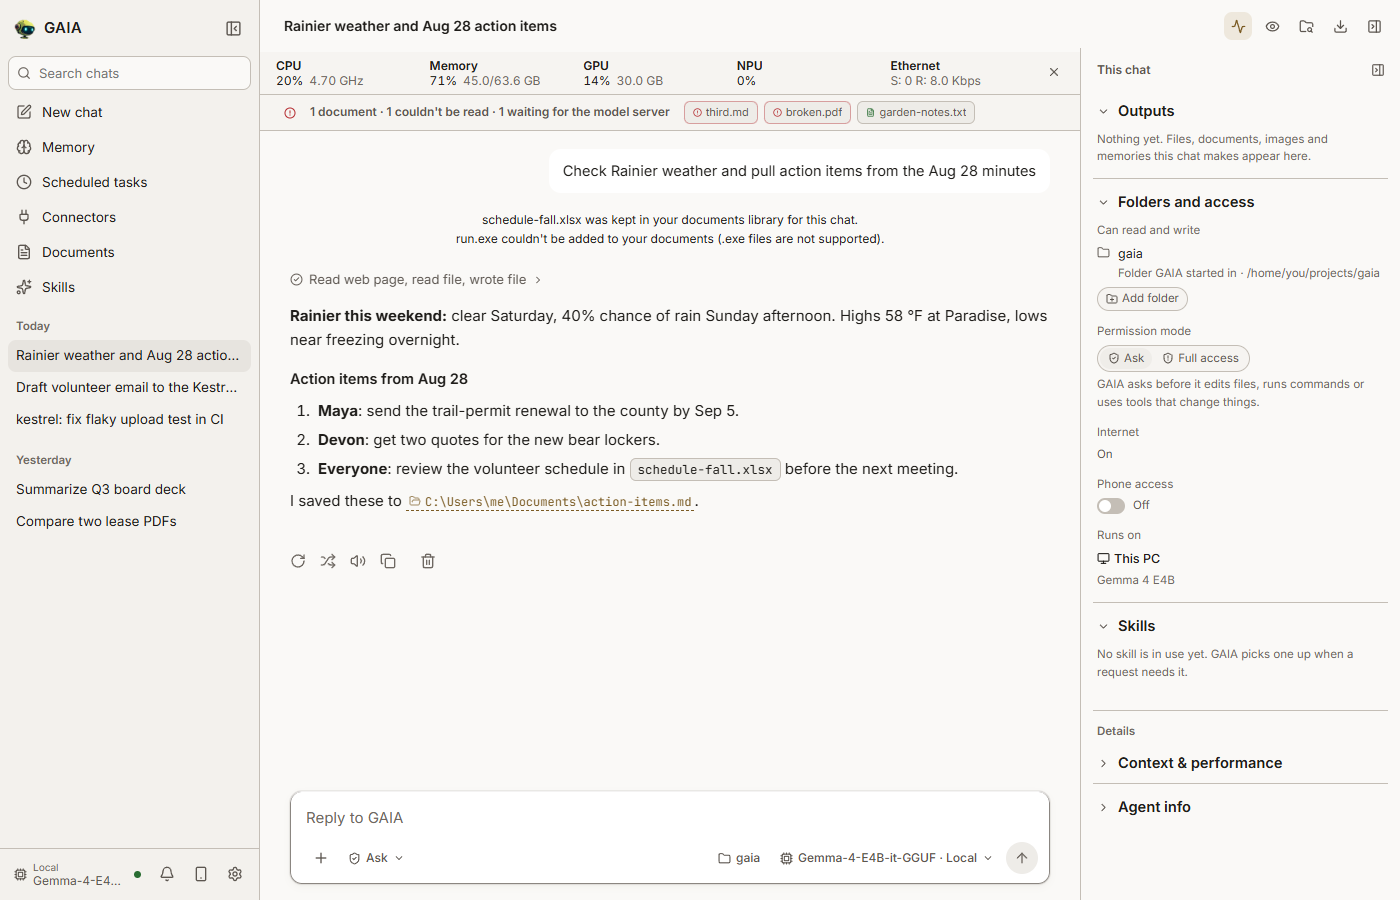 GAIA
Search chats
New chat
Memory
Scheduled tasks
Connectors
Documents
Skills
Today
Rainier weather and Aug 28 actio...
Draft volunteer email to the Kestr...
kestrel: fix flaky upload test in CI
Yesterday
Summarize Q3 board deck
Compare two lease PDFs
Local
Gemma-4-E4...
Rainier weather and Aug 28 action items
CPU
20% 4.70 GHz
Memory
71% 45.0/63.6 GB
GPU
14% 30.0 GB
NPU
0%
Ethernet
S: 0 R: 8.0 Kbps
1 document · 1 couldn't be read · 1 waiting for the model server
third.md
broken.pdf
garden-notes.txt
Check Rainier weather and pull action items from the Aug 28 minutes
schedule-fall.xlsx was kept in your documents library for this chat.
run.exe couldn't be added to your documents (.exe files are not supported).
Read web page, read file, wrote file
Rainier this weekend: clear Saturday, 40% chance of rain Sunday afternoon. Highs 58 °F at Paradise, lows
near freezing overnight.
Action items from Aug 28
1. Maya: send the trail-permit renewal to the county by Sep 5.
2. Devon: get two quotes for the new bear lockers.
3. Everyone: review the volunteer schedule in schedule-fall.xlsx before the next meeting.
I saved these to C:\Users\me\Documents\action-items.md.
Reply to GAIA
Ask
gaia
Gemma-4-E4B-it-GGUF · Local
This chat
Outputs
Nothing yet. Files, documents, images and
memories this chat makes appear here.
Folders and access
Can read and write
gaia
Folder GAIA started in · /home/you/projects/gaia
Add folder
Permission mode
Ask
Full access
GAIA asks before it edits files, runs commands or
uses tools that change things.
Internet
On
Phone access
Off
Runs on
This PC
Gemma 4 E4B
Skills
No skill is in use yet. GAIA picks one up when a
request needs it.
Details
Context & performance
Agent info